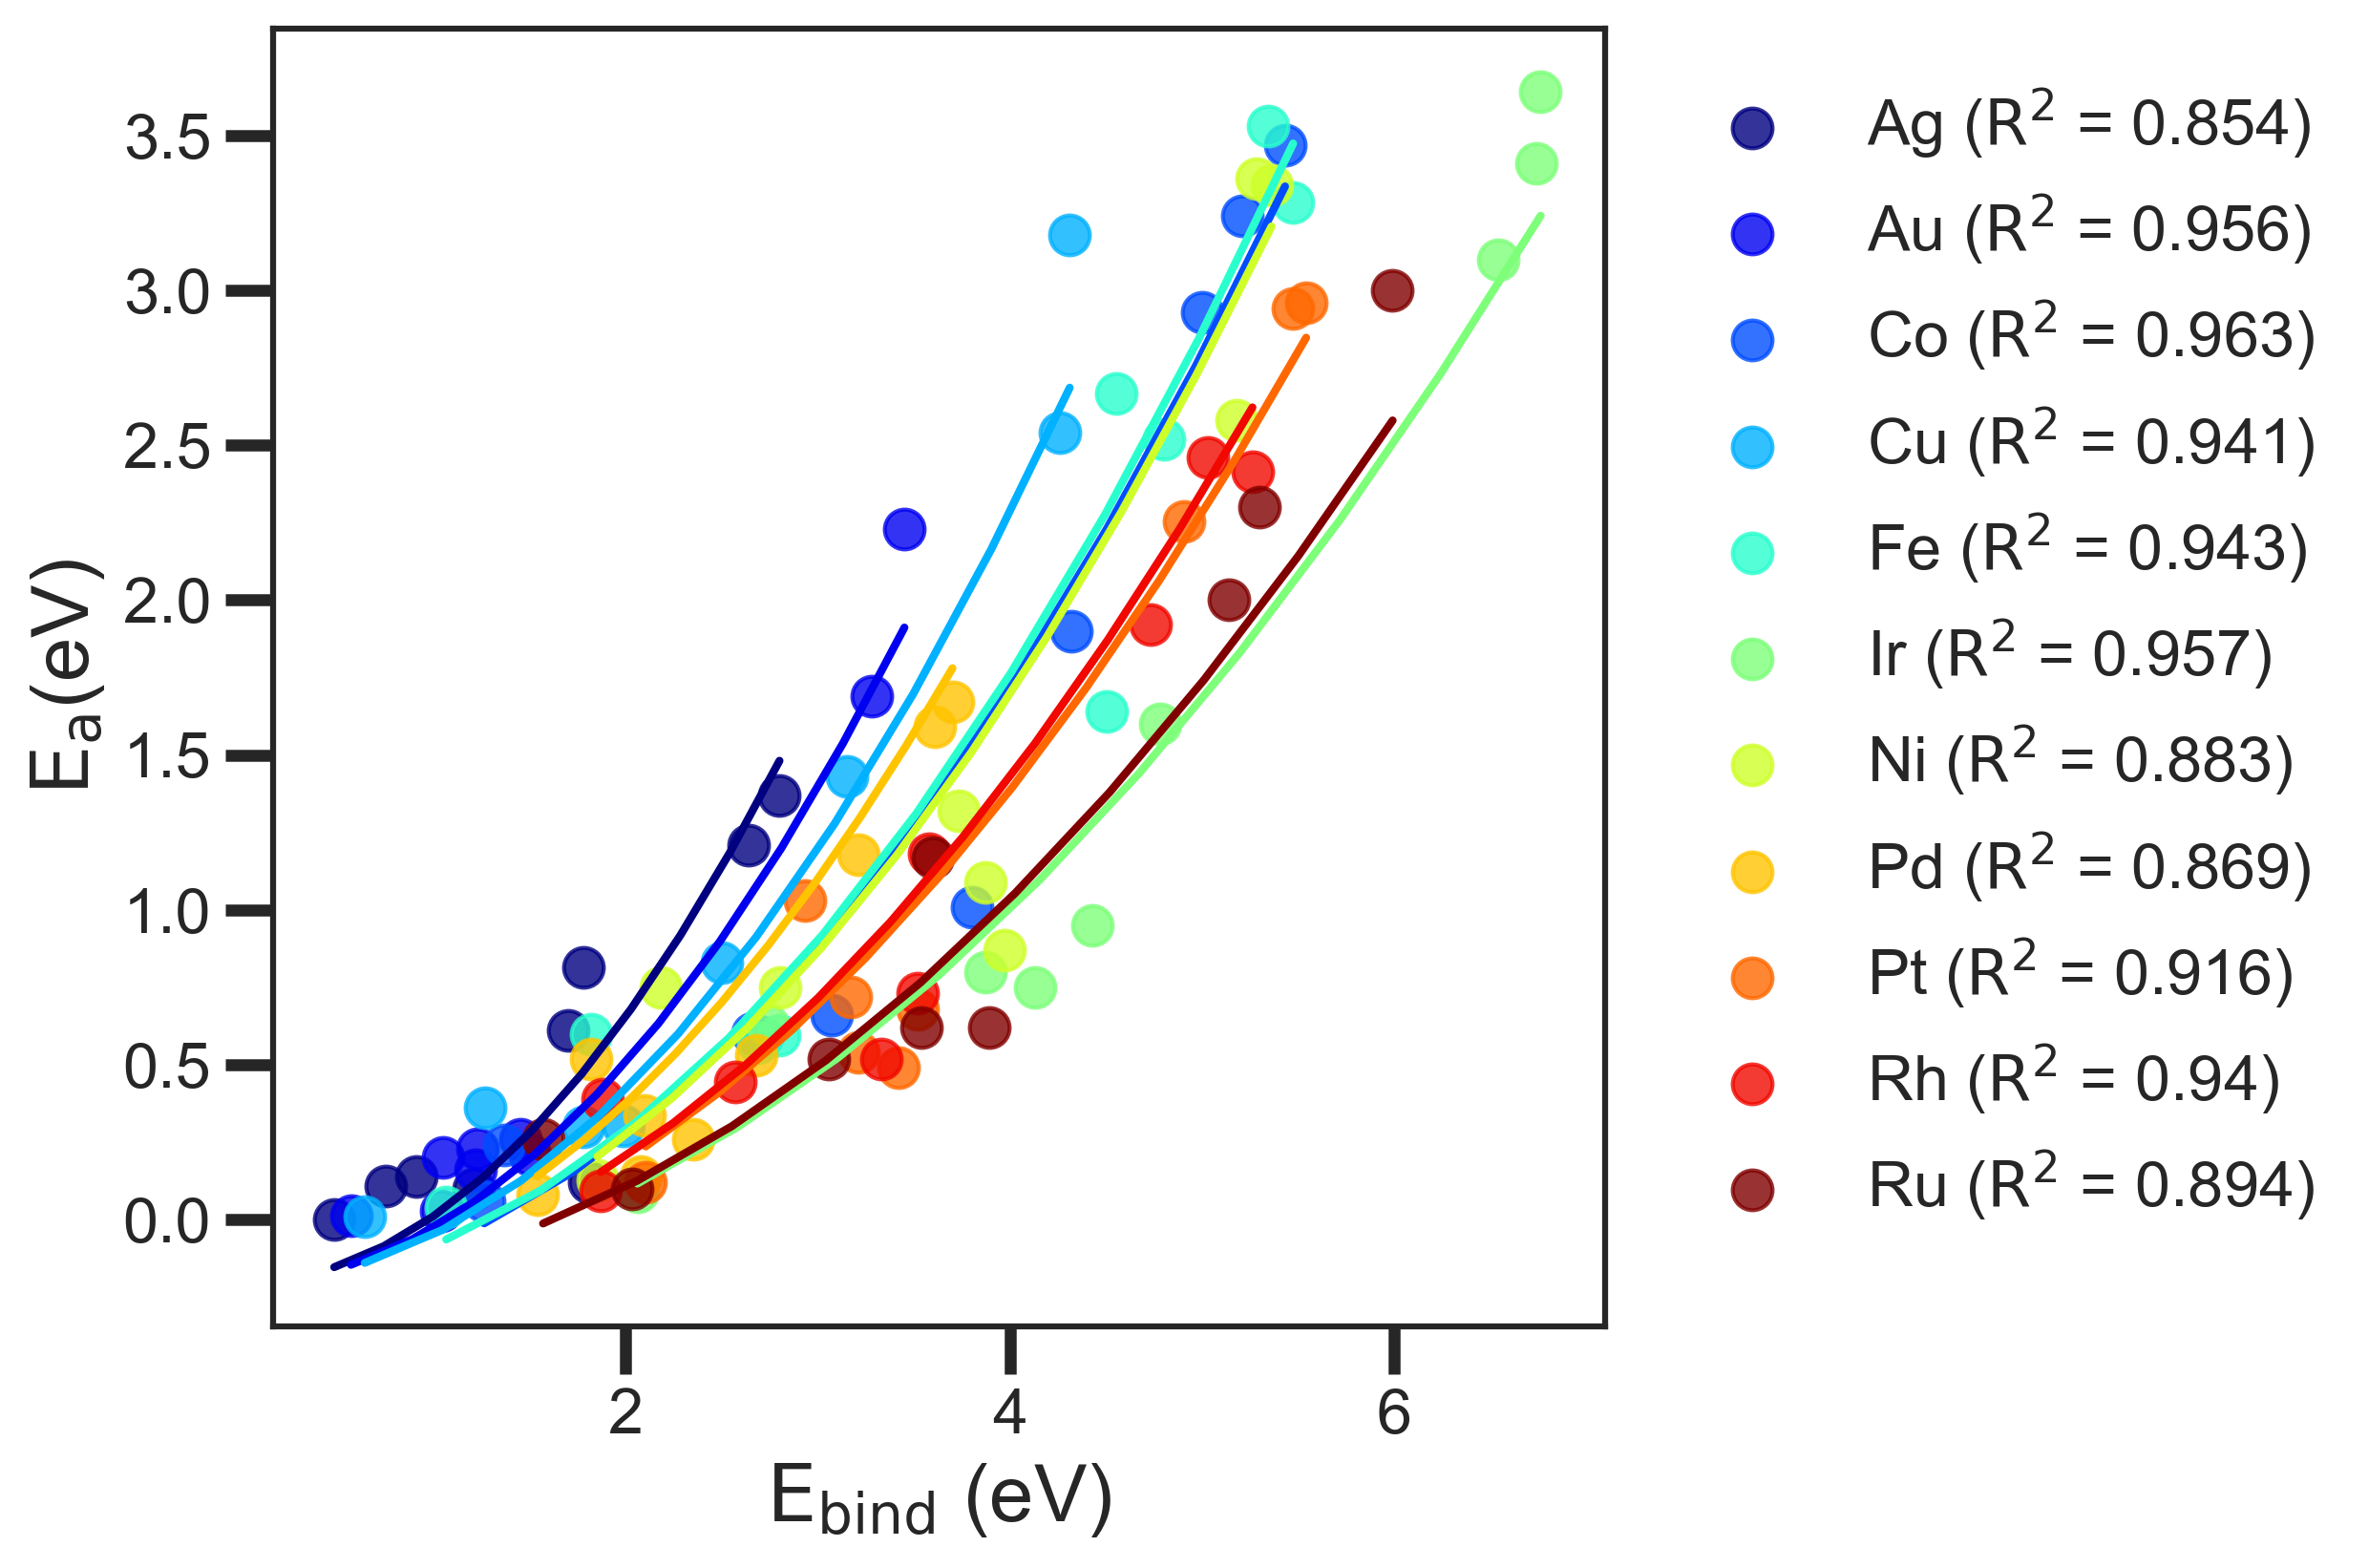 3.5
3.0
2.5
2.0
1.5
1.0
0.5
0.0
E_a(eV)
2 4 6
E_bind (eV)
Ag (R² = 0.854)
Au (R² = 0.956)
Co (R² = 0.963)
Cu (R² = 0.941)
Fe (R² = 0.943)
Ir (R² = 0.957)
Ni (R² = 0.883)
Pd (R² = 0.869)
Pt (R² = 0.916)
Rh (R² = 0.94)
Ru (R² = 0.894)